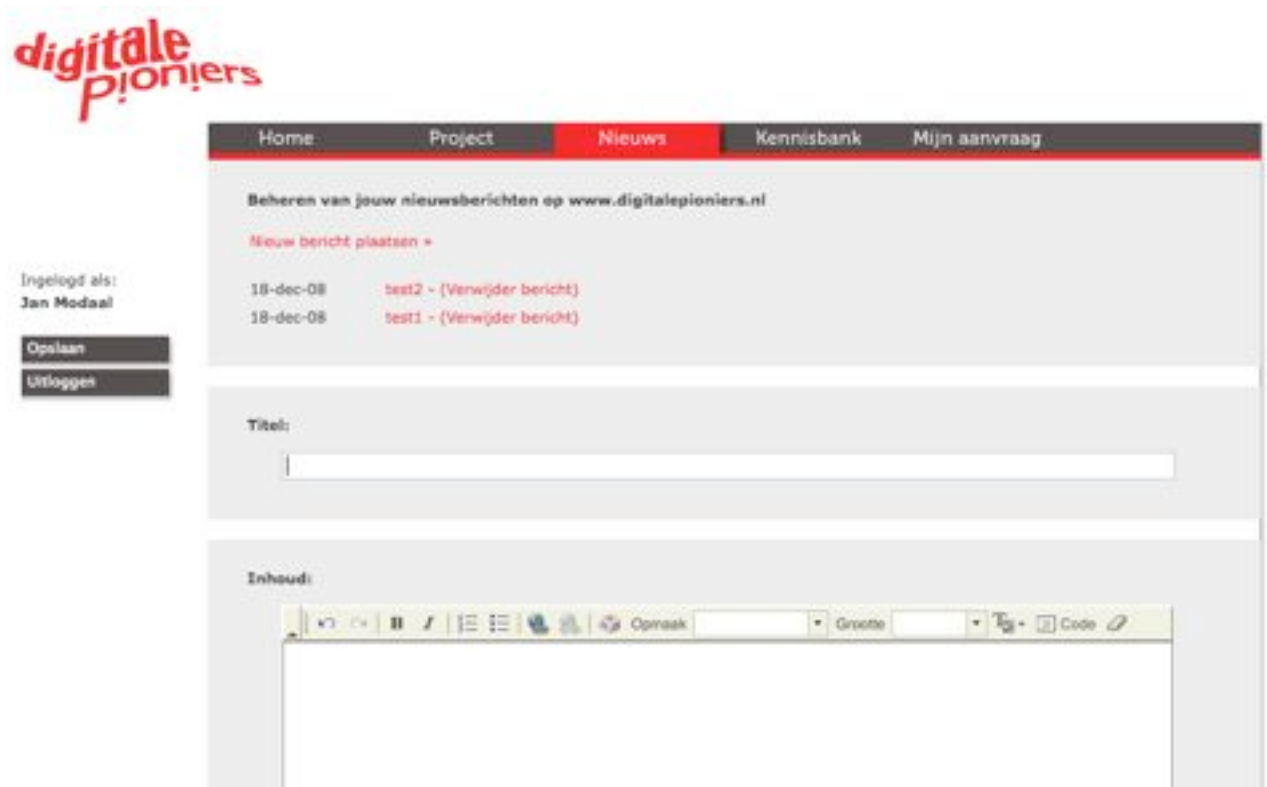 digitale
pioniers
Home Project Nieuws Kennisbank Mijn aanvraag
Beheren van jouw nieuwsberichten op www.digitalepioniers.nl
Nieuw bericht plaatsen »
Ingelogd als:
Jan Modaal
18-dec-08 test2 - (Verwijder bericht)
18-dec-08 test1 - (Verwijder bericht)
Opslaan
Uitloggen
Titel:
Inhoud:
B I Opmaak Grootte Code